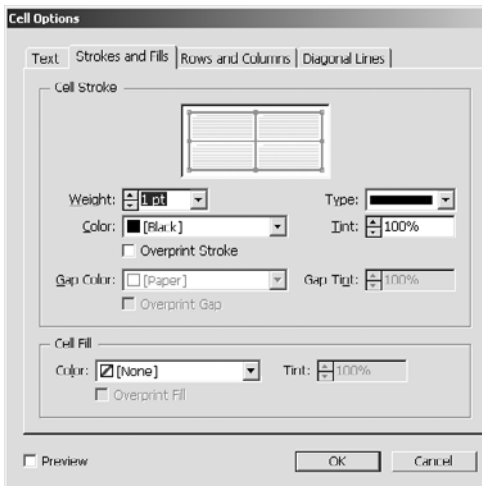 Cell Options
Text Strokes and Fills Rows and Columns Diagonal Lines
Cell Stroke
Weight: 1 pt Type:
Color: [Black] Tint: 100%
Overprint Stroke
Gap Color: [Paper] Gap Tint: 100%
Overprint Gap
Cell Fill
Color: [None] Tint: 100%
Overprint Fill
Preview OK Cancel